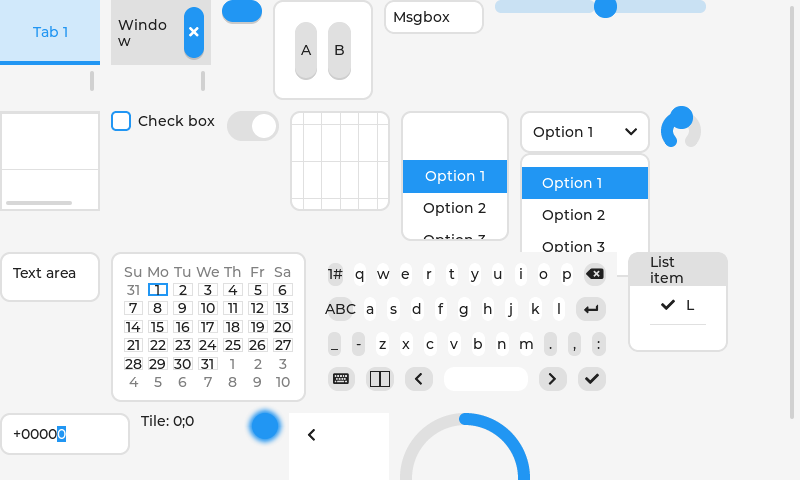 Tab 1
Windo
w
A B
Msgbox
Check box
Option 1
Option 2
Option 3
Option 1
Option 1
Option 2
Option 3
Text area
Su Mo Tu We Th Fr Sa
31 1 2 3 4 5 6
7 8 9 10 11 12 13
14 15 16 17 18 19 20
21 22 23 24 25 26 27
28 29 30 31 1 2 3
4 5 6 7 8 9 10
1# q w e r t y u i o p
ABC a s d f g h j k l
_ - z x c v b n m . , :
List
item
L
+00000
Tile: 0;0